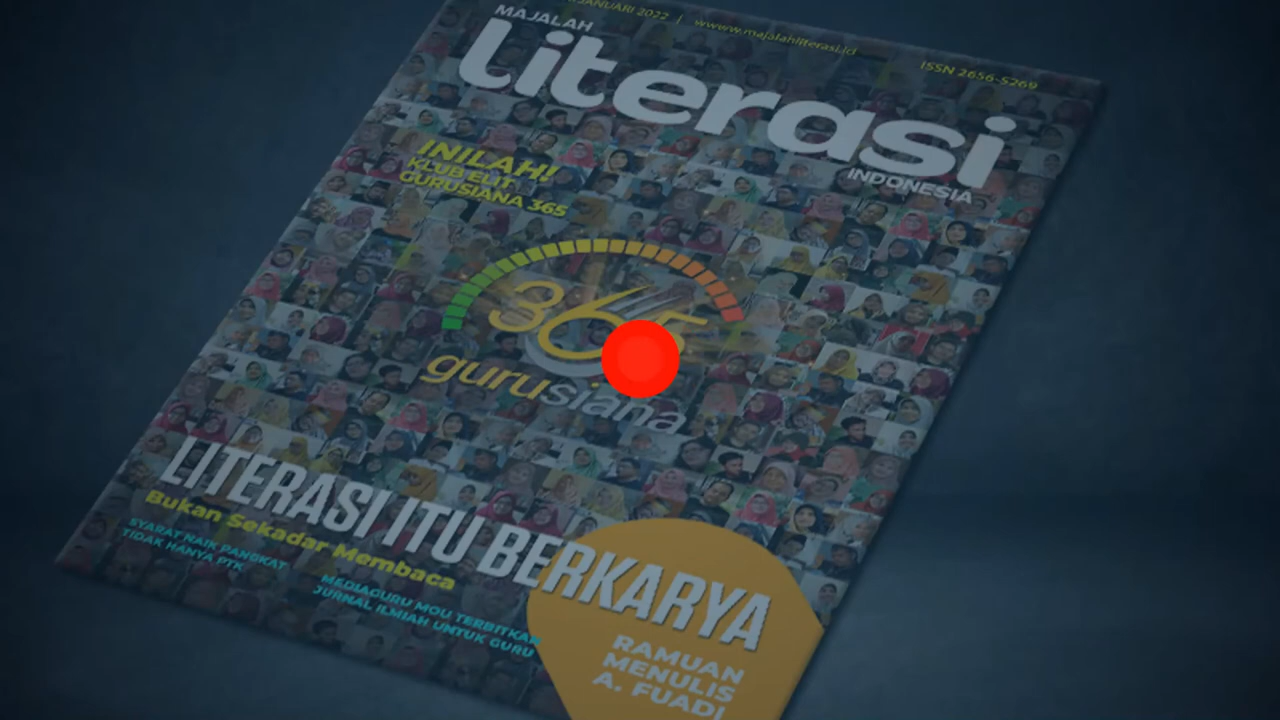 JANUARI 2022 | wwww.majalahliterasi.id
ISSN 2656-5269
MAJALAH
literasi
INDONESIA
INILAH!
KLUB ELIT
GURUSIANA 365
365
gurusiana
LITERASI ITU BERKARYA
Bukan Sekadar Membaca
SYARAT NAIK PANGKAT
TIDAK HANYA PTK
MEDIAGURU MOU TERBITKAN
JURNAL ILMIAH UNTUK GURU
RAMUAN
MENULIS
A. FUADI